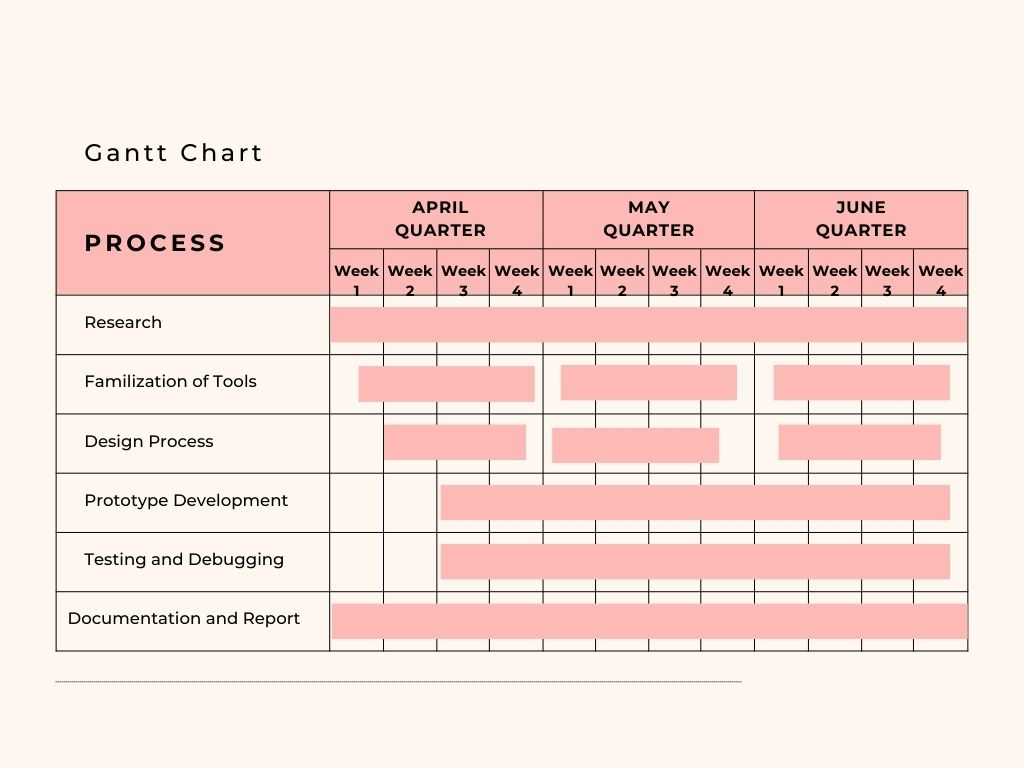 Gantt Chart
PROCESS
APRIL
QUARTER
MAY
QUARTER
JUNE
QUARTER
Week Week Week Week Week Week Week Week Week Week Week Week
1 2 3 4 1 2 3 4 1 2 3 4
Research
Familization of Tools
Design Process
Prototype Development
Testing and Debugging
Documentation and Report